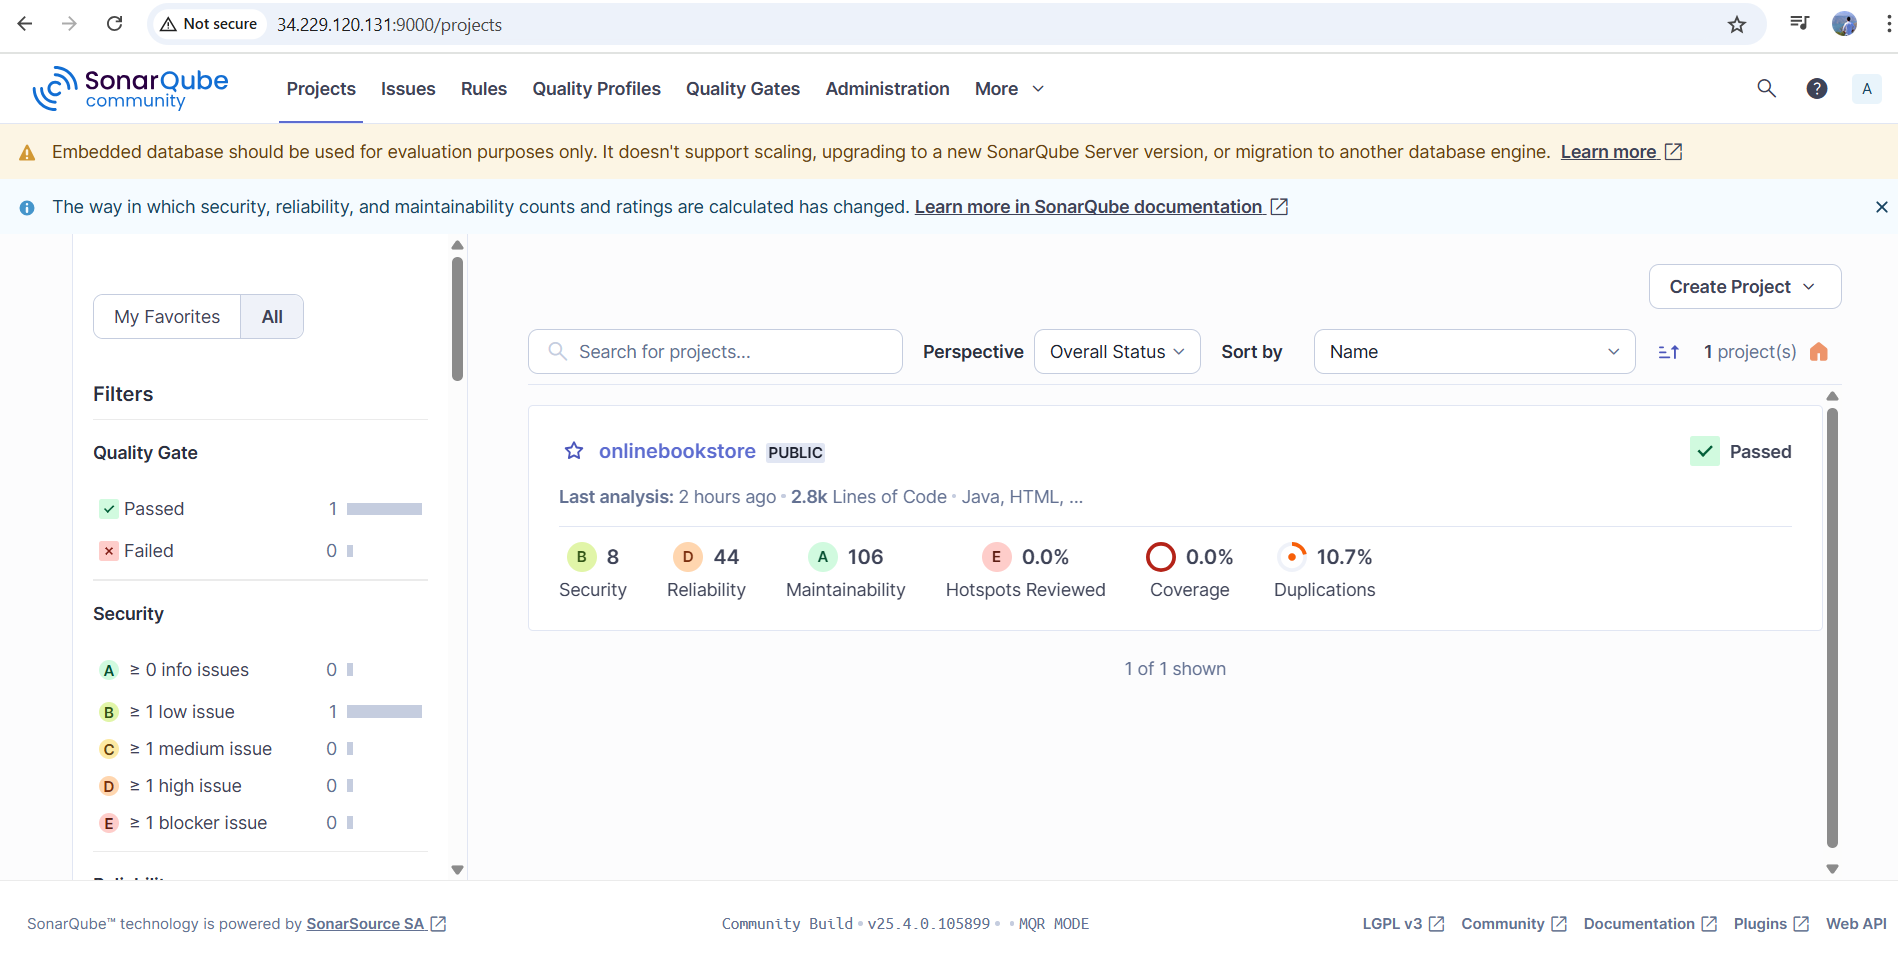 Not secure 34.229.120.131:9000/projects
SonarQube community
Projects Issues Rules Quality Profiles Quality Gates Administration More
? A
Embedded database should be used for evaluation purposes only. It doesn't support scaling, upgrading to a new SonarQube Server version, or migration to another database engine. Learn more
The way in which security, reliability, and maintainability counts and ratings are calculated has changed. Learn more in SonarQube documentation
My Favorites All
Filters
Quality Gate
Passed 1
Failed 0
Security
A ≥ 0 info issues 0
B ≥ 1 low issue 1
C ≥ 1 medium issue 0
D ≥ 1 high issue 0
E ≥ 1 blocker issue 0
Create Project
Search for projects...
Perspective Overall Status Sort by Name 1 project(s)
onlinebookstore PUBLIC Passed
Last analysis: 2 hours ago • 2.8k Lines of Code • Java, HTML, ...
B 8 D 44 A 106 E 0.0% 0.0% 10.7%
Security Reliability Maintainability Hotspots Reviewed Coverage Duplications
1 of 1 shown
SonarQube™ technology is powered by SonarSource SA
Community Build • v25.4.0.105899 • • MQR MODE
LGPL v3 Community Documentation Plugins Web API